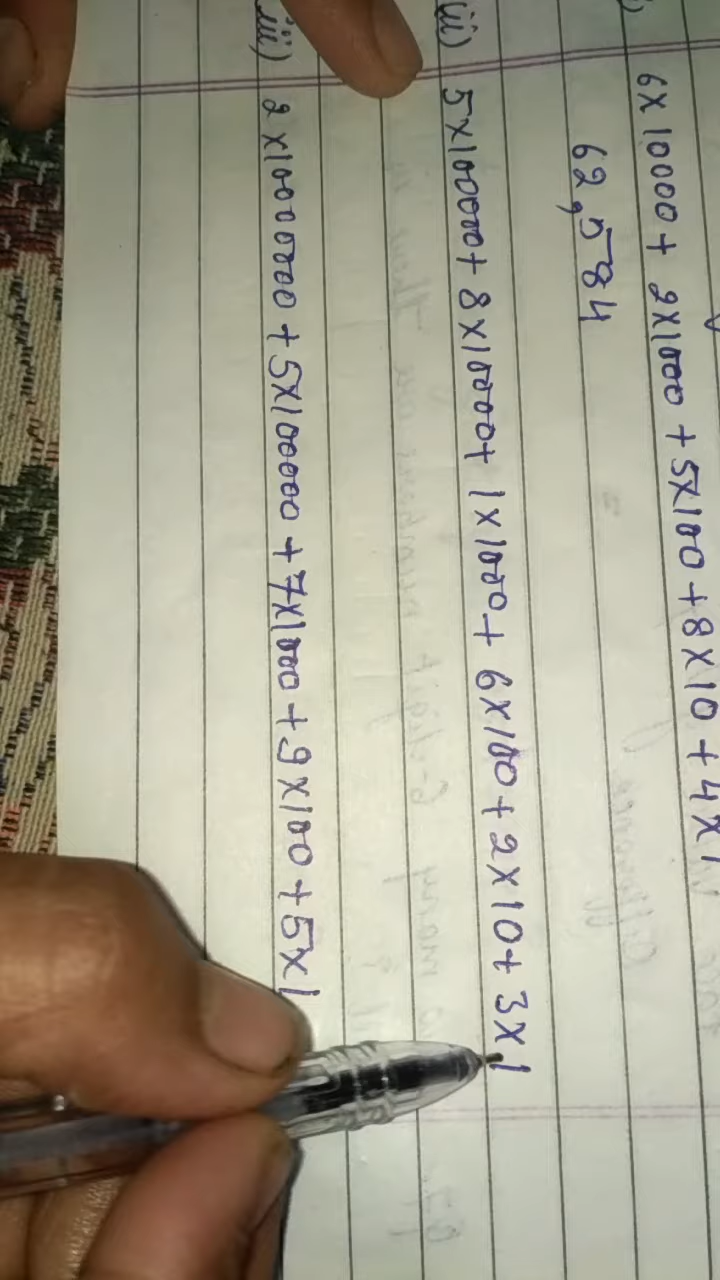 i) 6×10000 + 2×1000 + 5×100 + 8×10 + 4×1
62,584
ii) 5×100000 + 8×10000 + 1×1000 + 6×100 + 2×10 + 3×1
iii) 2×10000000 + 5×100000 + 7×1000 + 9×100 + 5×1